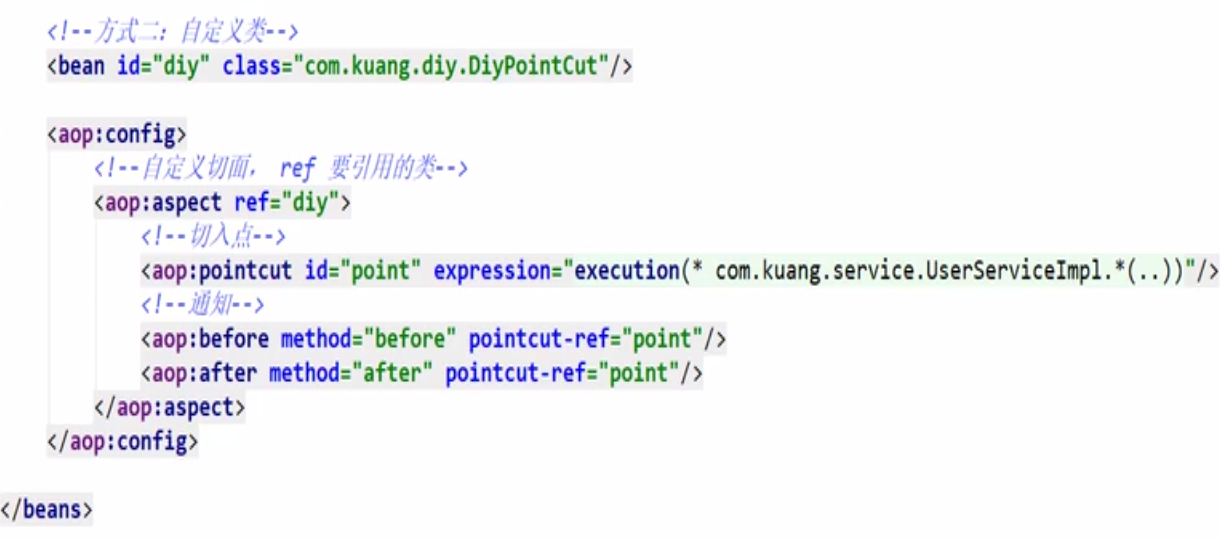 <!--方式二：自定义类-->
<bean id="diy" class="com.kuang.diy.DiyPointCut"/>
<aop:config>
<!--自定义切面， ref 要引用的类-->
<aop:aspect ref="diy">
<!--切入点-->
<aop:pointcut id="point" expression="execution(* com.kuang.service.UserServiceImpl.*(..))"/>
<!--通知-->
<aop:before method="before" pointcut-ref="point"/>
<aop:after method="after" pointcut-ref="point"/>
</aop:aspect>
</aop:config>
</beans>